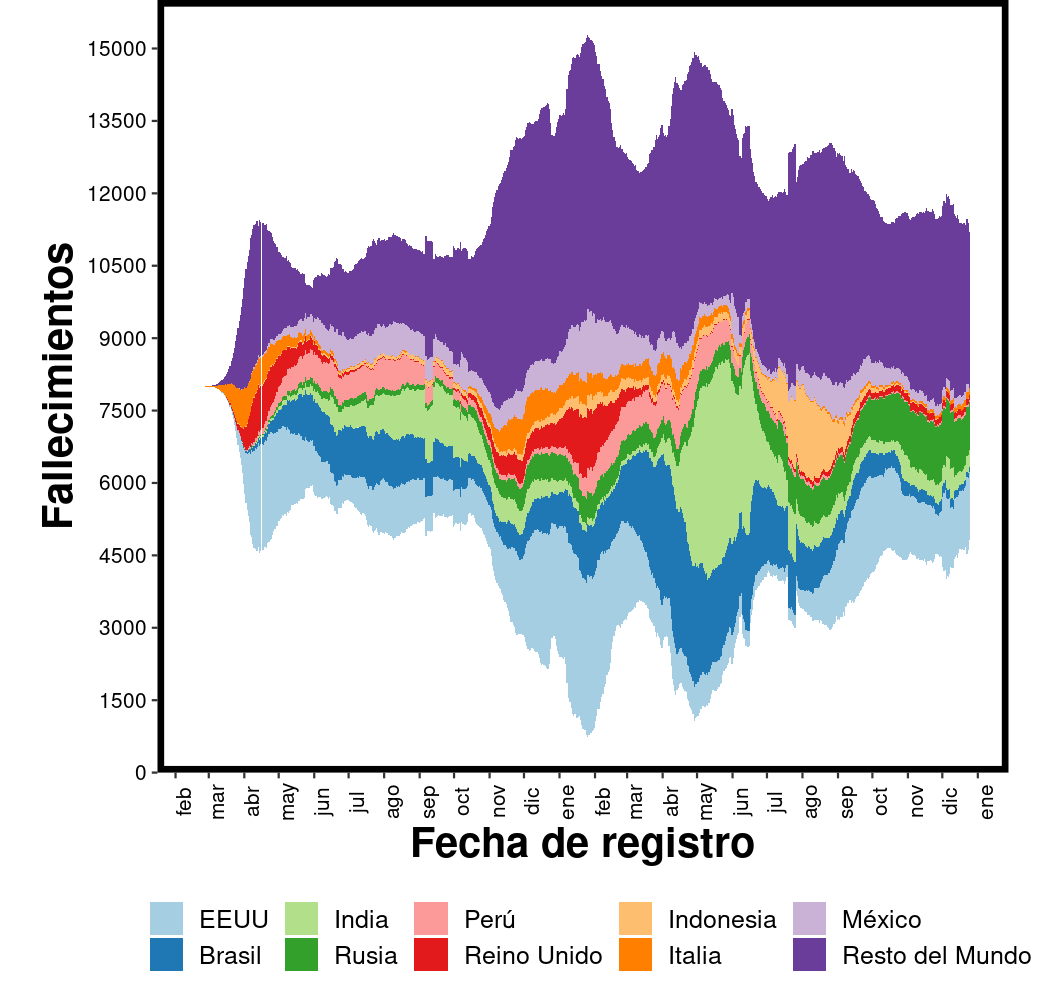 Fallecimientos
15000
13500
12000
10500
9000
7500
6000
4500
3000
1500
0
feb mar abr may jun jul ago sep oct nov dic ene feb mar abr may jun jul ago sep oct nov dic ene
Fecha de registro
EEUU India Perú Indonesia México
Brasil Rusia Reino Unido Italia Resto del Mundo